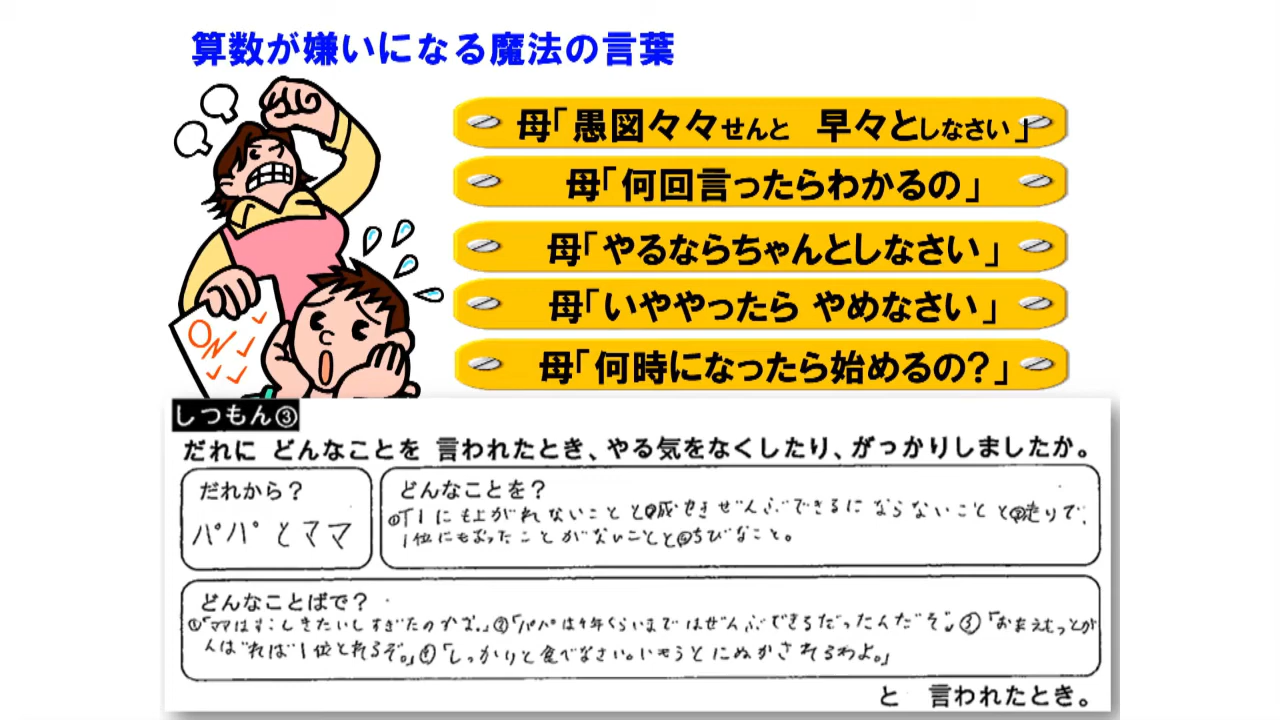 算数が嫌いになる魔法の言葉
母「愚図々々せんと 早々としなさい」
母「何回言ったらわかるの」
母「やるならちゃんとしなさい」
母「いややったら やめなさい」
母「何時になったら始めるの?」
しつもん③
だれに どんなことを 言われたとき、やる気をなくしたり、がっかりしましたか。
だれから?
パパとママ
どんなことを?
にも上がれないことと ぜんぶできるにならないことと 走りで、
1位にもなったことがないことと④ちびなこと。
どんなことばで?
①「ママはすこしきたいしすぎたのかな。」②「パパは4年くらいまではぜんぶできるだったんだぞ。」③「おまえもっとが
んばれば1位とれるぞ。」④「しっかりと食べなさい。いもうとにぬかされるわよ。」
と 言われたとき。